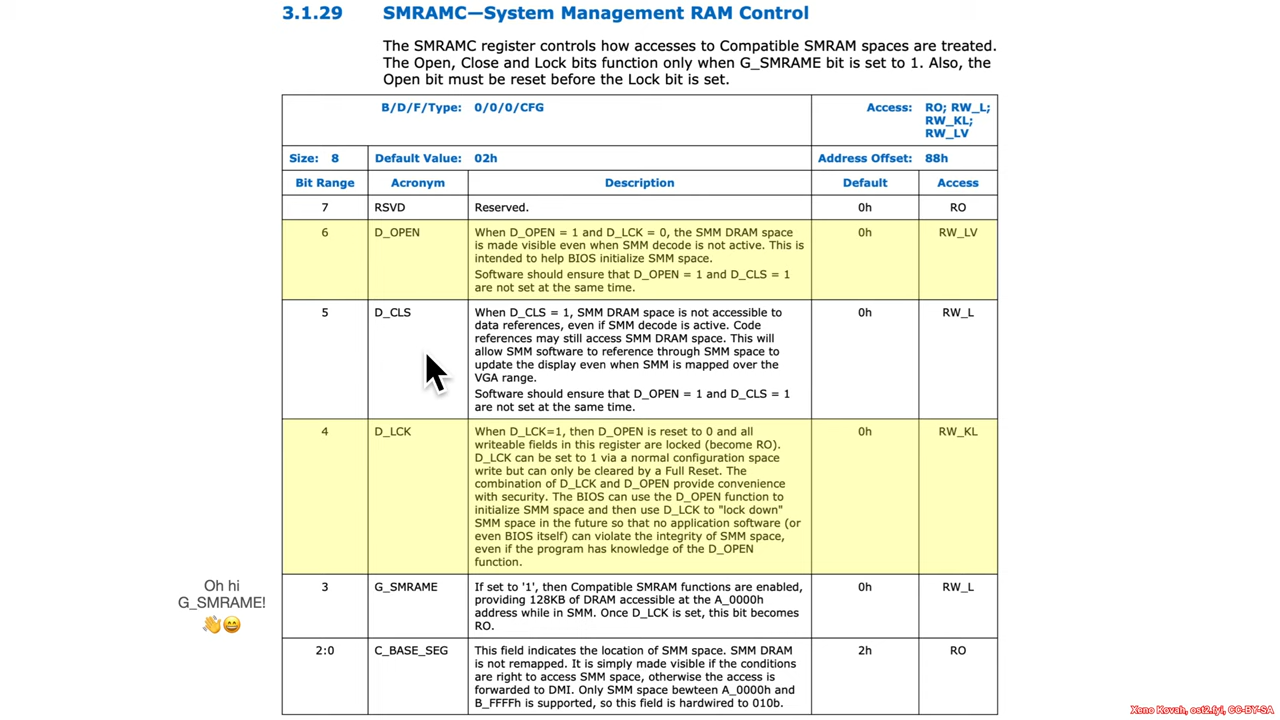 3.1.29 SMRAMC—System Management RAM Control
The SMRAMC register controls how accesses to Compatible SMRAM spaces are treated.
The Open, Close and Lock bits function only when G_SMRAME bit is set to 1. Also, the
Open bit must be reset before the Lock bit is set.
B/D/F/Type: 0/0/0/CFG Access: RO; RW_L;
RW_KL;
RW_LV
Size: 8 Default Value: 02h Address Offset: 88h
Bit Range Acronym Description Default Access
7 RSVD Reserved. 0h RO
6 D_OPEN When D_OPEN = 1 and D_LCK = 0, the SMM DRAM space 0h RW_LV
is made visible even when SMM decode is not active. This is
intended to help BIOS initialize SMM space.
Software should ensure that D_OPEN = 1 and D_CLS = 1
are not set at the same time.
5 D_CLS When D_CLS = 1, SMM DRAM space is not accessible to 0h RW_L
data references, even if SMM decode is active. Code
references may still access SMM DRAM space. This will
allow SMM software to reference through SMM space to
update the display even when SMM is mapped over the
VGA range.
Software should ensure that D_OPEN = 1 and D_CLS = 1
are not set at the same time.
4 D_LCK When D_LCK=1, then D_OPEN is reset to 0 and all 0h RW_KL
writeable fields in this register are locked (become RO).
D_LCK can be set to 1 via a normal configuration space
write but can only be cleared by a Full Reset. The
combination of D_LCK and D_OPEN provide convenience
with security. The BIOS can use the D_OPEN function to
initialize SMM space and then use D_LCK to "lock down"
SMM space in the future so that no application software (or
even BIOS itself) can violate the integrity of SMM space,
even if the program has knowledge of the D_OPEN
function.
Oh hi
G_SMRAME!
👋😄
3 G_SMRAME If set to '1', then Compatible SMRAM functions are enabled, 0h RW_L
providing 128KB of DRAM accessible at the A_0000h
address while in SMM. Once D_LCK is set, this bit becomes
RO.
2:0 C_BASE_SEG This field indicates the location of SMM space. SMM DRAM 2h RO
is not remapped. It is simply made visible if the conditions
are right to access SMM space, otherwise the access is
forwarded to DMI. Only SMM space bewteen A_0000h and
B_FFFFh is supported, so this field is hardwired to 010b.
Xeno Kovah, ost2.fyi, CC-BY-SA